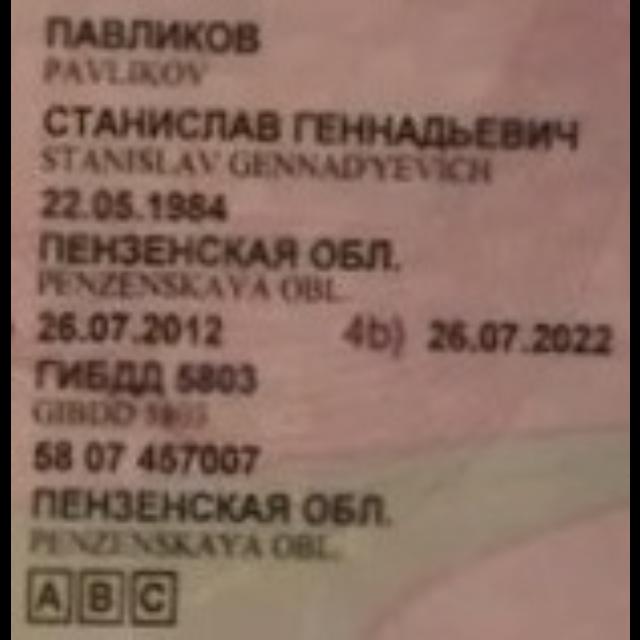 ПАВЛИКОВ
PAVLIKOV
СТАНИСЛАВ ГЕННАДЬЕВИЧ
STANISLAV GENNAD'YEVICH
22.05.1984
ПЕНЗЕНСКАЯ ОБЛ.
PENZENSKAYA OBL.
26.07.2012 4b) 26.07.2022
ГИБДД 5803
GIBDD 5803
58 07 457007
ПЕНЗЕНСКАЯ ОБЛ.
PENZENSKAYA OBL.
A B C